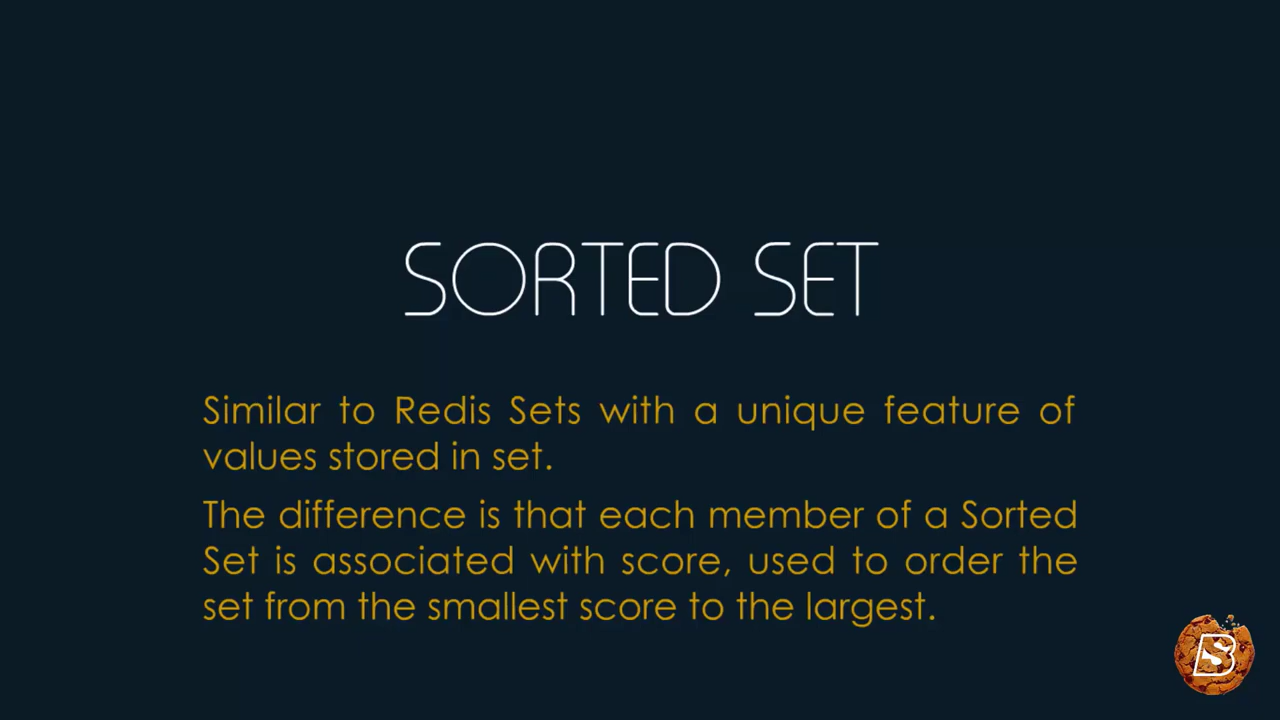 SORTED SET
Similar to Redis Sets with a unique feature of
values stored in set.
The difference is that each member of a Sorted
Set is associated with score, used to order the
set from the smallest score to the largest.
BS